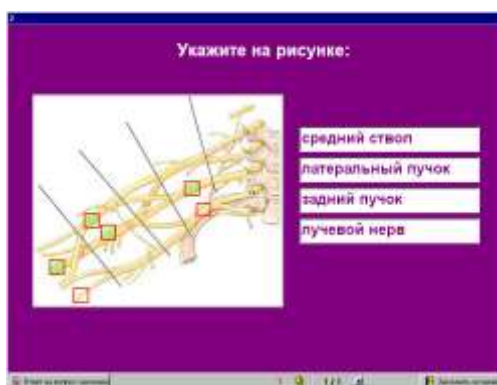 Укажите на рисунке:
средний ствол
латеральный пучок
задний пучок
лучевой нерв